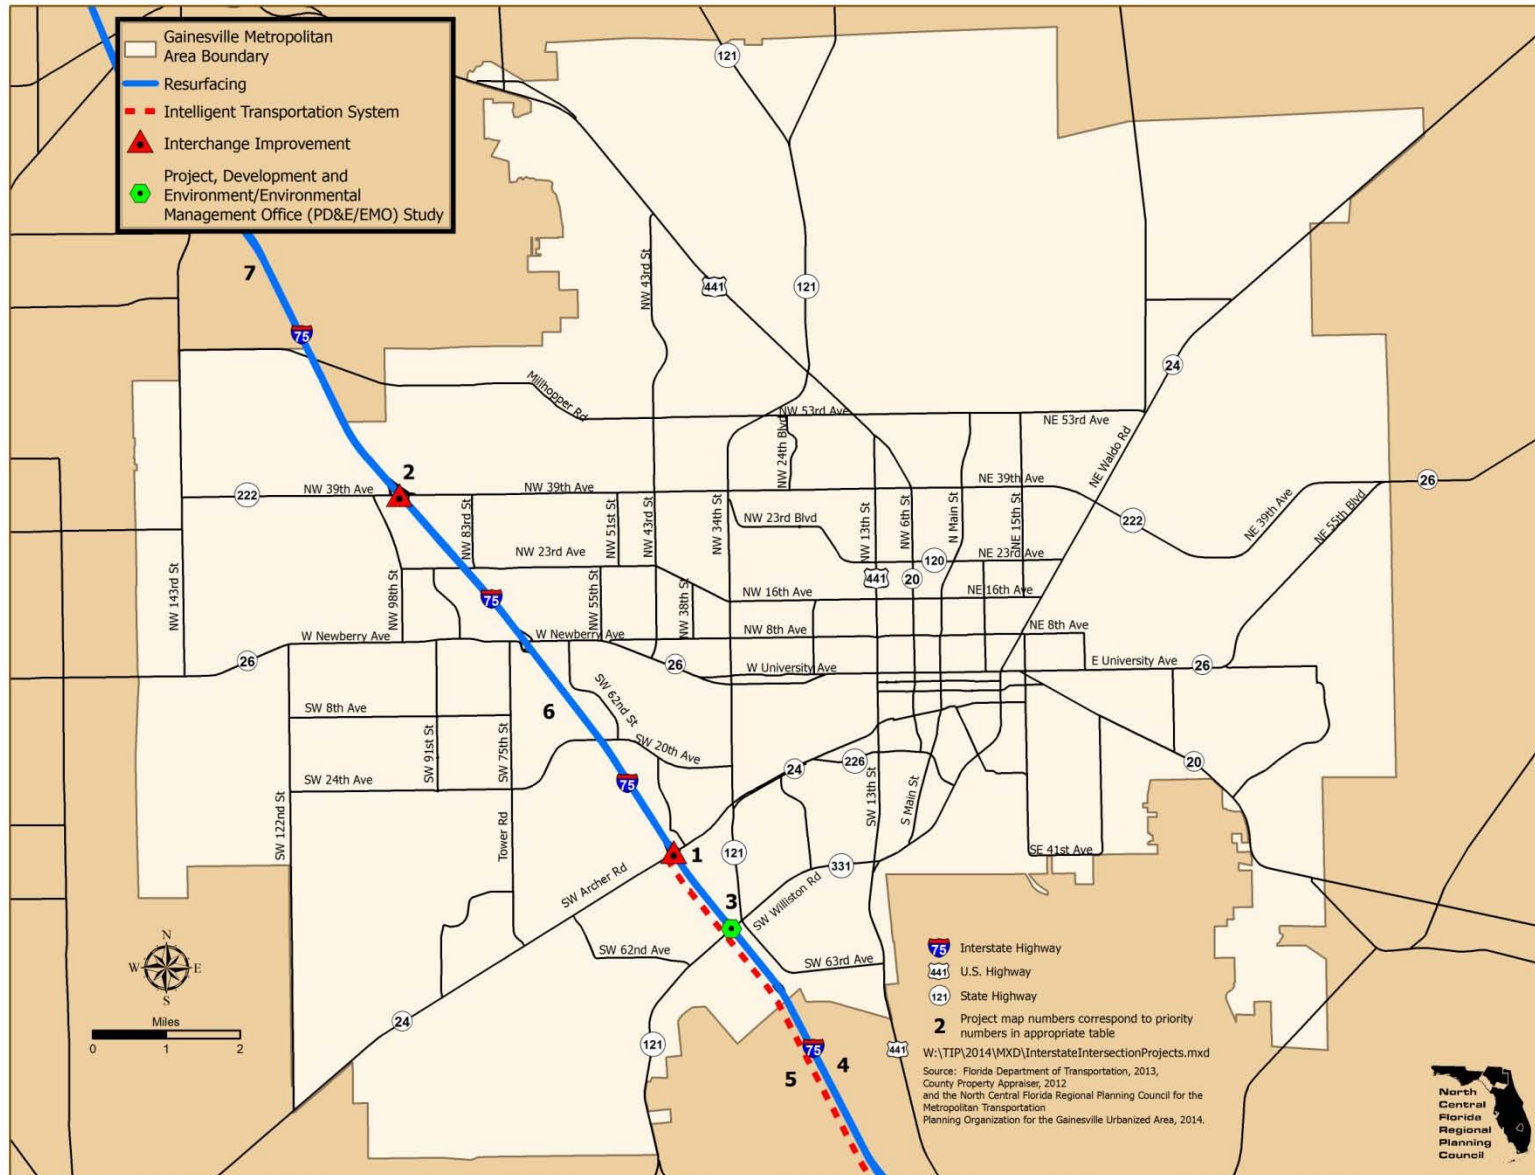 Gainesville Metropolitan
Area Boundary
Resurfacing
Intelligent Transportation System
Interchange Improvement
Project, Development and
Environment/Environmental
Management Office (PD&E/EMO) Study
121
7
75
NW 43rd St
441
121
24
Millhopper Rd
NW 53rd Ave
NE 53rd Ave
NW 24th Blvd
NE Waldo Rd
2
222
NW 39th Ave
NW 39th Ave
NE 39th Ave
26
NW 83rd St
NW 51st St
NW 43rd St
NW 34th St
NW 23rd Blvd
NW 13th St
NW 6th St
N Main St
NE 15th St
222
NE 39th Ave
NE 55th Blvd
NW 23rd Ave
120
NE 23rd Ave
NW 143rd St
NW 98th St
75
NW 55th St
NW 38th St
441
20
NW 16th Ave
NE 16th Ave
W Newberry Ave
W Newberry Ave
NW 8th Ave
NE 8th Ave
26
26
W University Ave
E University Ave
26
SW 62nd St
SW 8th Ave
6
SW 91st St
SW 75th St
SW 20th Ave
SW 24th Ave
75
24
226
20
SW 122nd St
Tower Rd
SW 13th St
S Main St
1
121
331
SE 41st Ave
SW Archer Rd
SW Williston Rd
3
SW 62nd Ave
SW 63rd Ave
N
W
E
S
Miles
0
1
2
24
121
75
4
5
441
75
Interstate Highway
441
U.S. Highway
121
State Highway
2
Project map numbers correspond to priority
numbers in appropriate table
W:\TIP\2014\MXD\InterstateIntersectionProjects.mxd
Source: Florida Department of Transportation, 2013,
County Property Appraiser, 2012
and the North Central Florida Regional Planning Council for the
Metropolitan Transportation
Planning Organization for the Gainesville Urbanized Area, 2014.
North
Central
Florida
Regional
Planning
Council